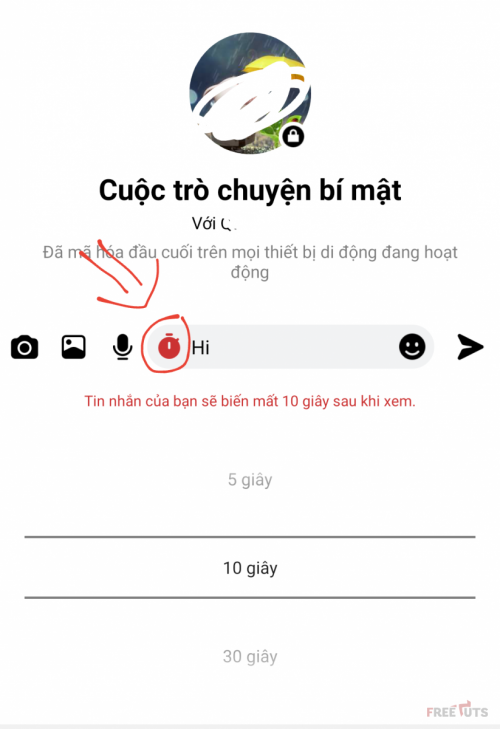 Cuộc trò chuyện bí mật
Với
Đã mã hóa đầu cuối trên mọi thiết bị di động đang hoạt
động
Hi
Tin nhắn của bạn sẽ biến mất 10 giây sau khi xem.
5 giây
10 giây
30 giây
FREETUTS